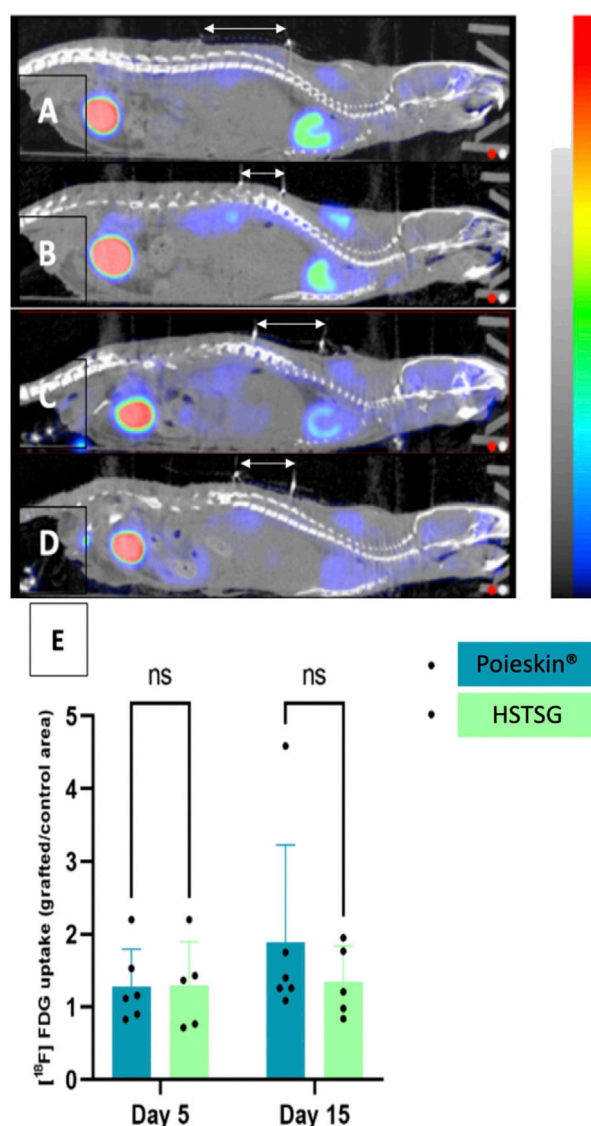 A
B
C
D
E
Poieskin®
HSTSG
ns
ns
[¹⁸F] FDG uptake (grafted/control area)
5
4
3
2
1
0
Day 5
Day 15